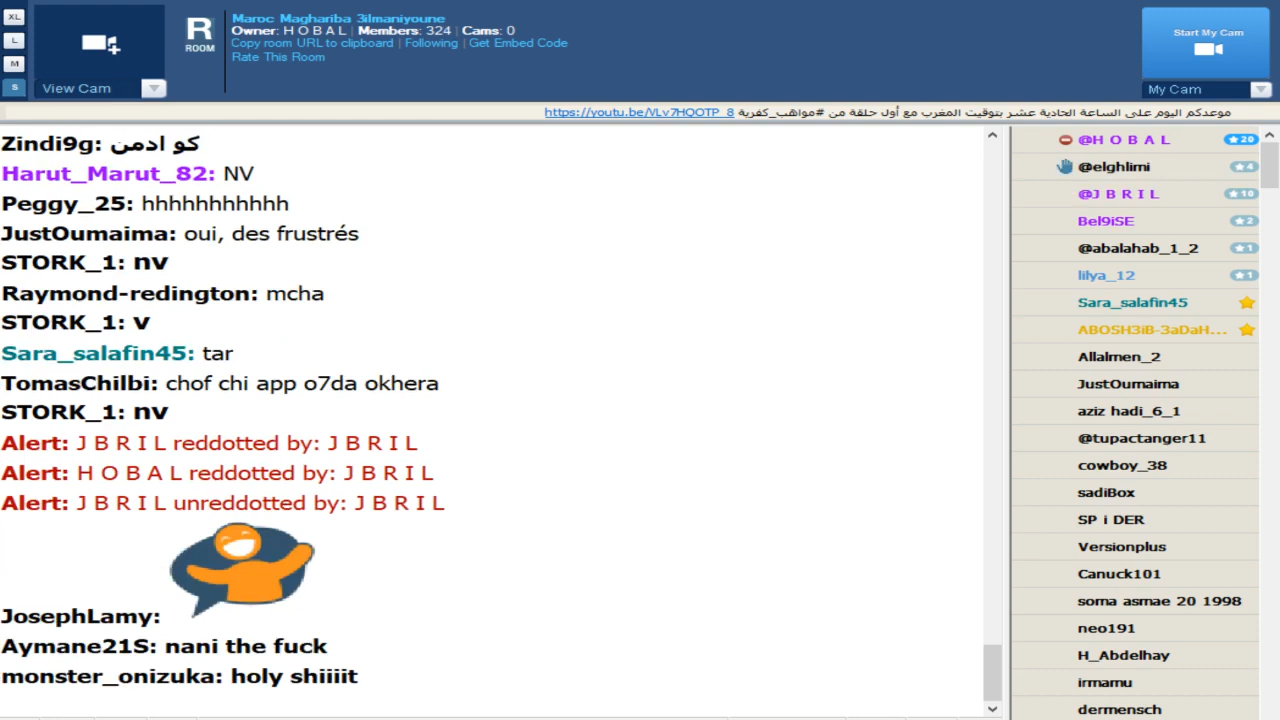 XL
L
M
S
View Cam
R
ROOM
Maroc Maghariba 3ilmaniyoune
Owner: H O B A L | Members: 324 | Cams: 0
Copy room URL to clipboard | Following | Get Embed Code
Rate This Room
Start My Cam
My Cam
موعدكم اليوم على الساعة الحادية عشر بتوقيت المغرب مع أول حلقة من #مواهب_كفرية https://youtu.be/VLv7HQOTP_8
Zindi9g: كو ادمن
Harut_Marut_82: NV
Peggy_25: hhhhhhhhhhh
JustOumaima: oui, des frustrés
STORK_1: nv
Raymond-redington: mcha
STORK_1: v
Sara_salafin45: tar
TomasChilbi: chof chi app o7da okhera
STORK_1: nv
Alert: J B R I L reddotted by: J B R I L
Alert: H O B A L reddotted by: J B R I L
Alert: J B R I L unreddotted by: J B R I L
JosephLamy:
Aymane21S: nani the fuck
monster_onizuka: holy shiiiit
@H O B A L ★20
@elghlimi ★4
@J B R I L ★10
Bel9iSE ★2
@abalahab_1_2 ★1
lilya_12 ★1
Sara_salafin45
ABOSH3iB-3aDaH...
Allalmen_2
JustOumaima
aziz hadi_6_1
@tupactanger11
cowboy_38
sadiBox
SP i DER
Versionplus
Canuck101
soma asmae 20 1998
neo191
H_Abdelhay
irmamu
dermensch